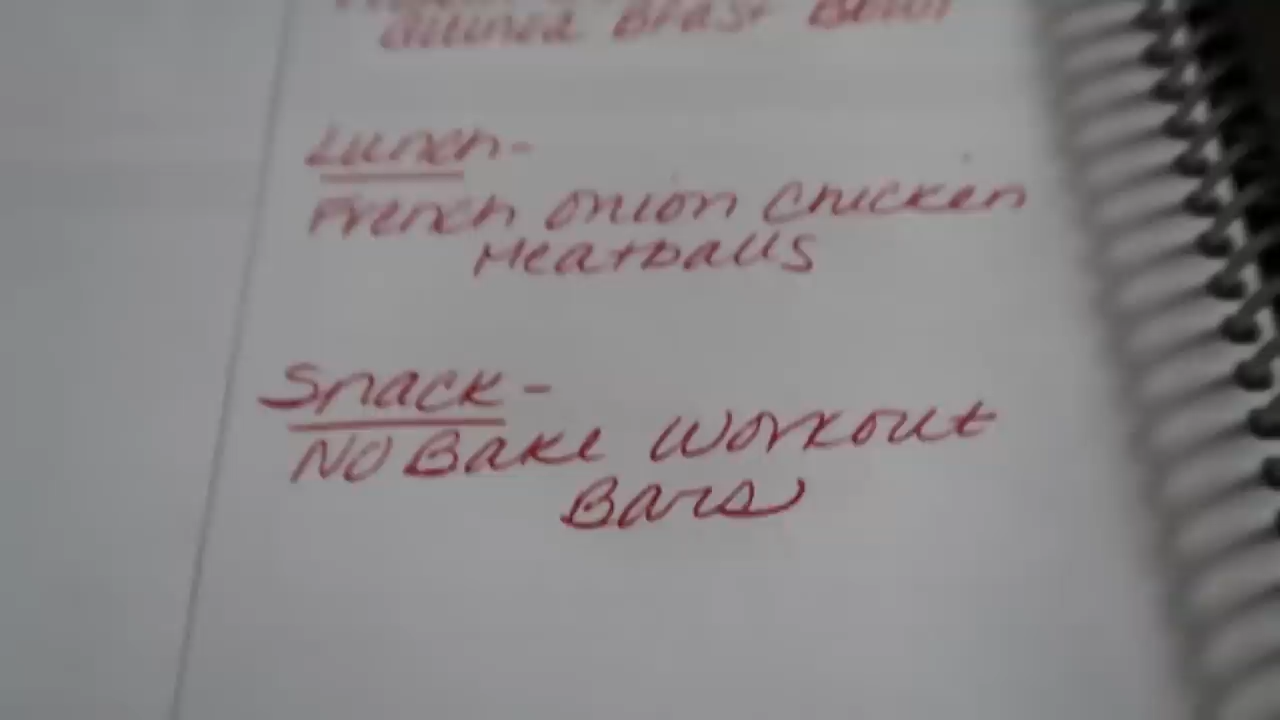 Lunch-
French Onion Chicken
Meatballs
Snack-
No Bake Workout
Bars